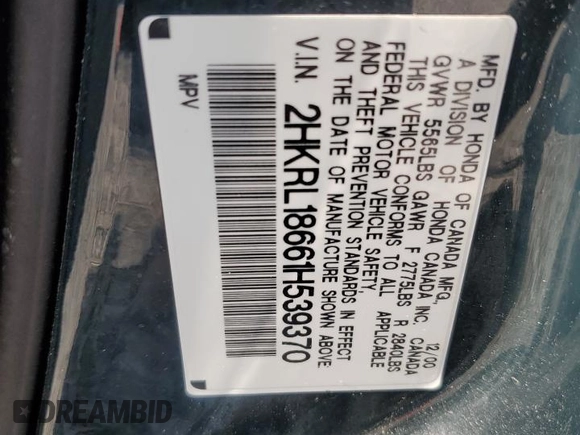 MFD. BY HONDA OF CANADA MFG., 12/00
A DIVISION OF HONDA CANADA INC, CANADA
GVWR 5565LBS GAWR F 2775LBS R 2840LBS
THIS VEHICLE CONFORMS TO ALL APPLICABLE
FEDERAL MOTOR VEHICLE SAFETY,
AND THEFT PREVENTION STANDARDS IN EFFECT
ON THE DATE OF MANUFACTURE SHOWN ABOVE
V.I.N. 2HKRL18661H539370
MPV
DREAMBID